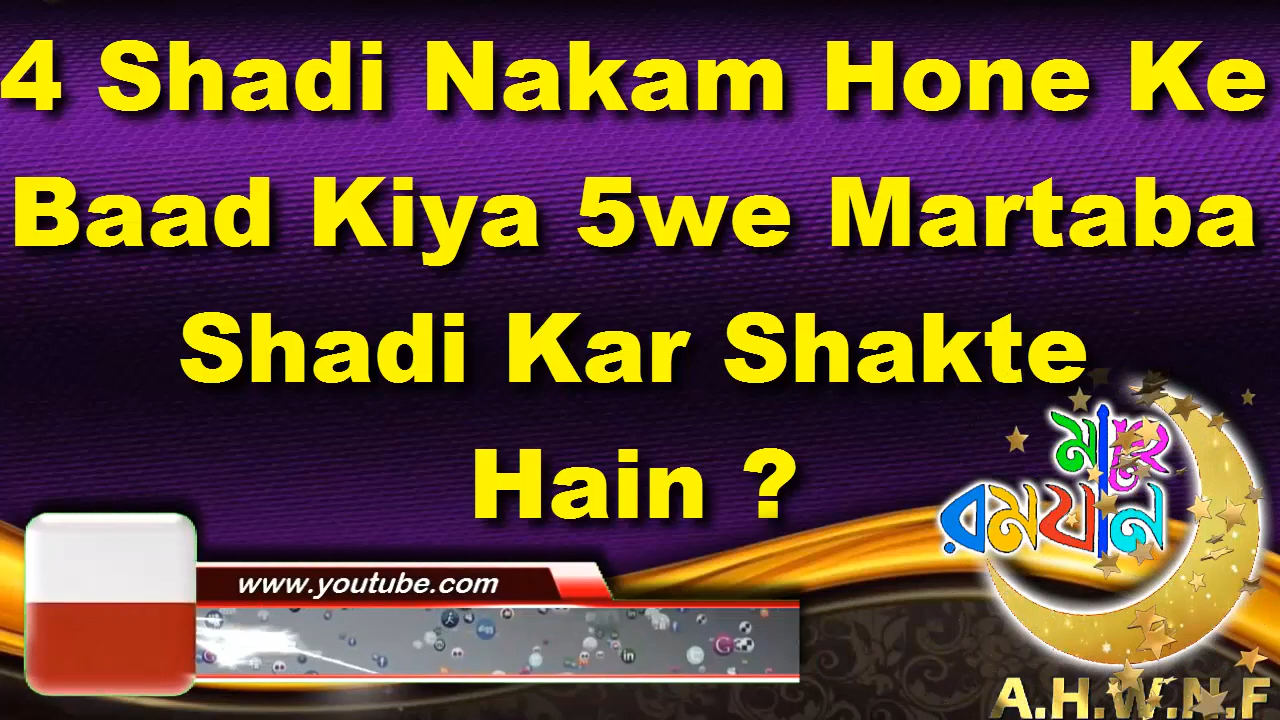 4 Shadi Nakam Hone Ke
Baad Kiya 5we Martaba
Shadi Kar Shakte
Hain ?
মাহে
রমযান
www.youtube.com
A.H.W.N.F